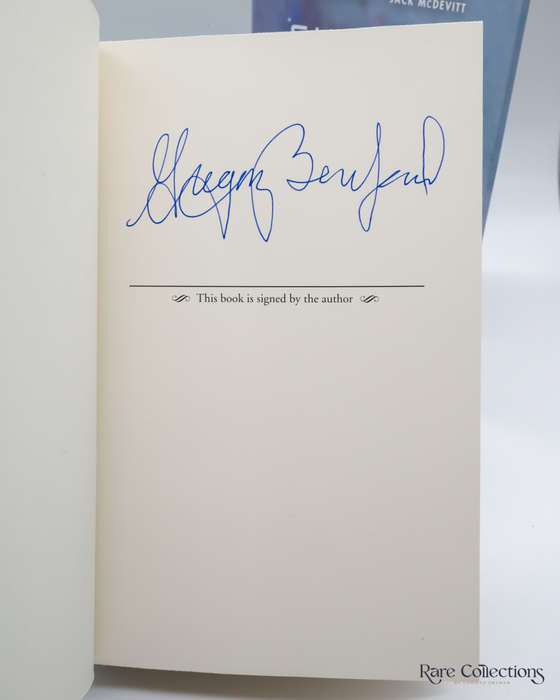 JACK McDEVITT
Gregory Benford
This book is signed by the author
Rare Collections